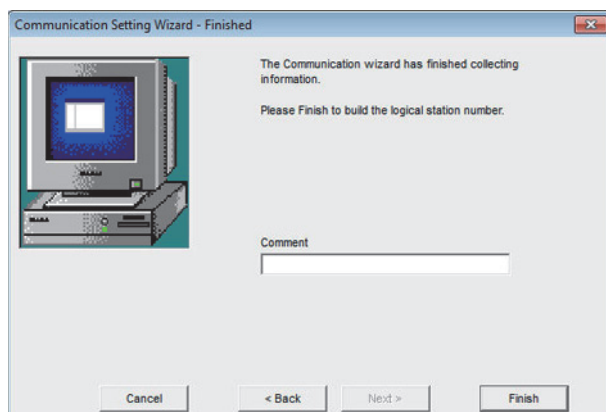 Communication Setting Wizard - Finished
The Communication wizard has finished collecting
information.
Please Finish to build the logical station number.
Comment
Cancel
< Back
Next >
Finish